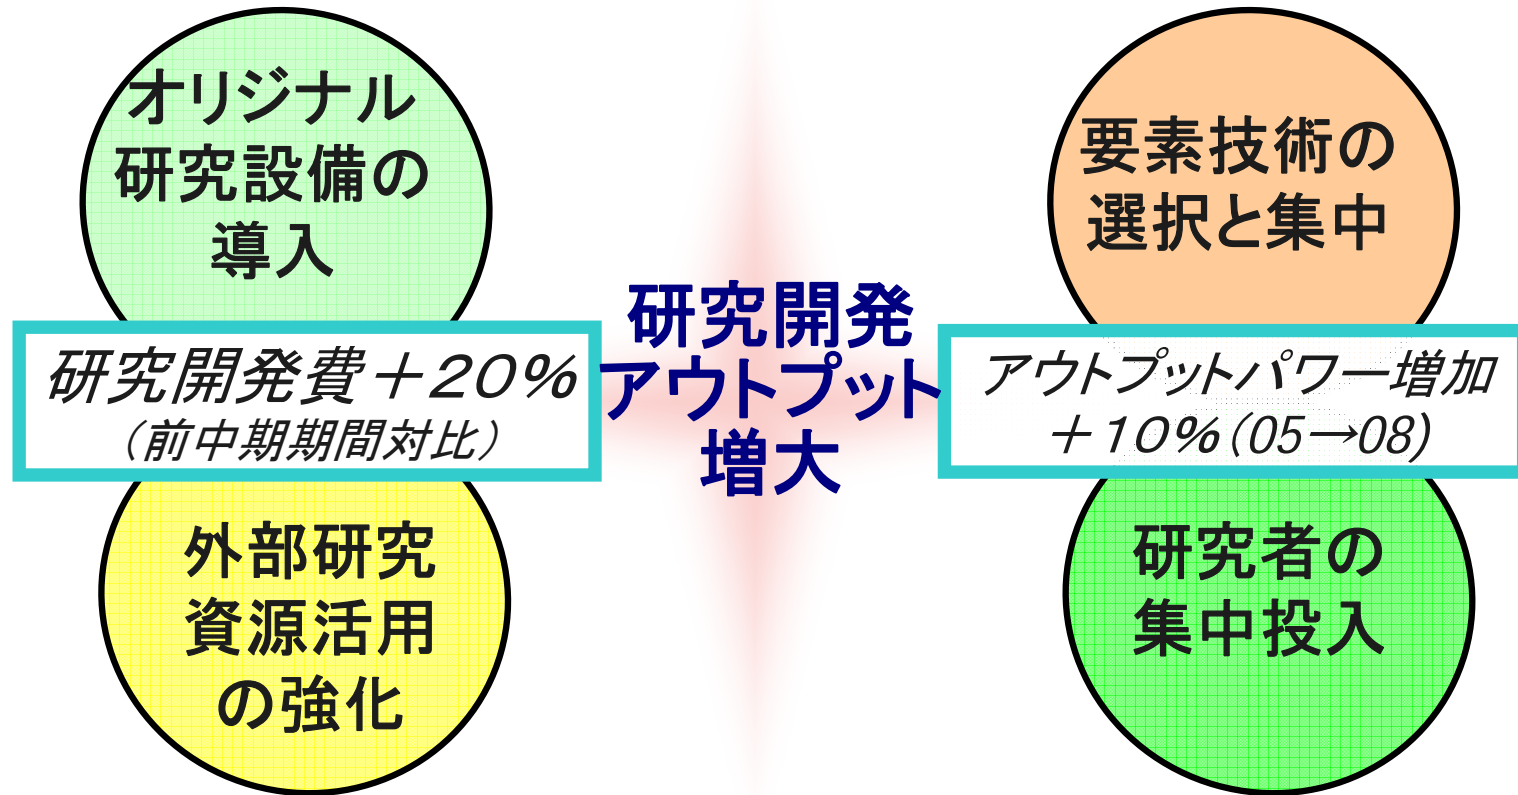 オリジナル
研究設備の
導入
研究開発費＋２０％
（前中期期間対比）
外部研究
資源活用
の強化
研究開発
アウトプット
増大
要素技術の
選択と集中
アウトプットパワー増加
＋１０％（05→08）
研究者の
集中投入